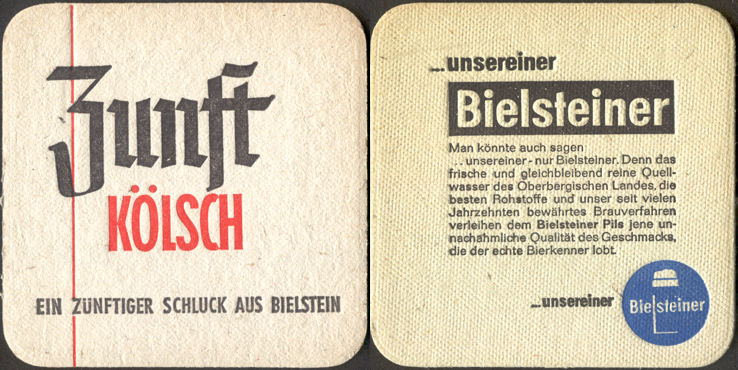 Zunft
KÖLSCH
EIN ZÜNFTIGER SCHLUCK AUS BIELSTEIN
...unsereiner
Bielsteiner
Man könnte auch sagen
...unsereiner - nur Bielsteiner. Denn das
frische und gleichbleibend reine Quell-
wasser des Oberbergischen Landes, die
besten Rohstoffe und unser seit vielen
Jahrzehnten bewährtes Brauverfahren
verleihen dem Bielsteiner Pils jene un-
nachahmliche Qualität des Geschmacks,
die der echte Bierkenner lobt.
...unsereiner
Bielsteiner